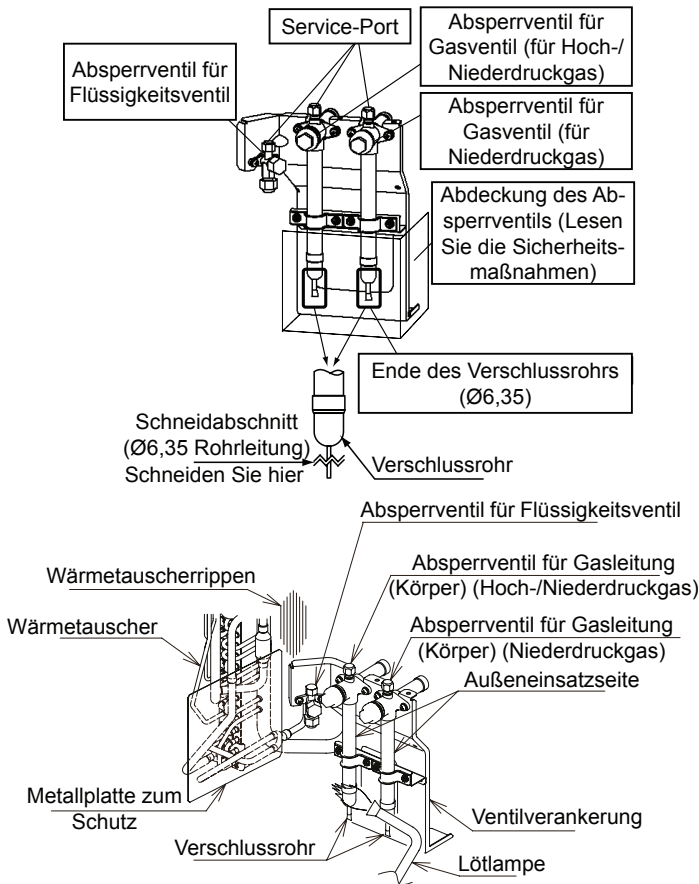 Service-Port
Absperrventil für
Gasventil (für Hoch-/
Niederdruckgas)
Absperrventil für
Flüssigkeitsventil
Absperrventil für
Gasventil (für
Niederdruckgas)
Abdeckung des Ab-
sperrventils (Lesen
Sie die Sicherheits-
maßnahmen)
Ende des Verschlussrohrs
(Ø6,35)
Schneidabschnitt
(Ø6,35 Rohrleitung)
Schneiden Sie hier
Verschlussrohr
Absperrventil für Flüssigkeitsventil
Wärmetauscherrippen
Absperrventil für Gasleitung
(Körper) (Hoch-/Niederdruckgas)
Wärmetauscher
Absperrventil für Gasleitung
(Körper) (Niederdruckgas)
Außeneinsatzseite
Metallplatte zum
Schutz
Ventilverankerung
Verschlussrohr
Lötlampe